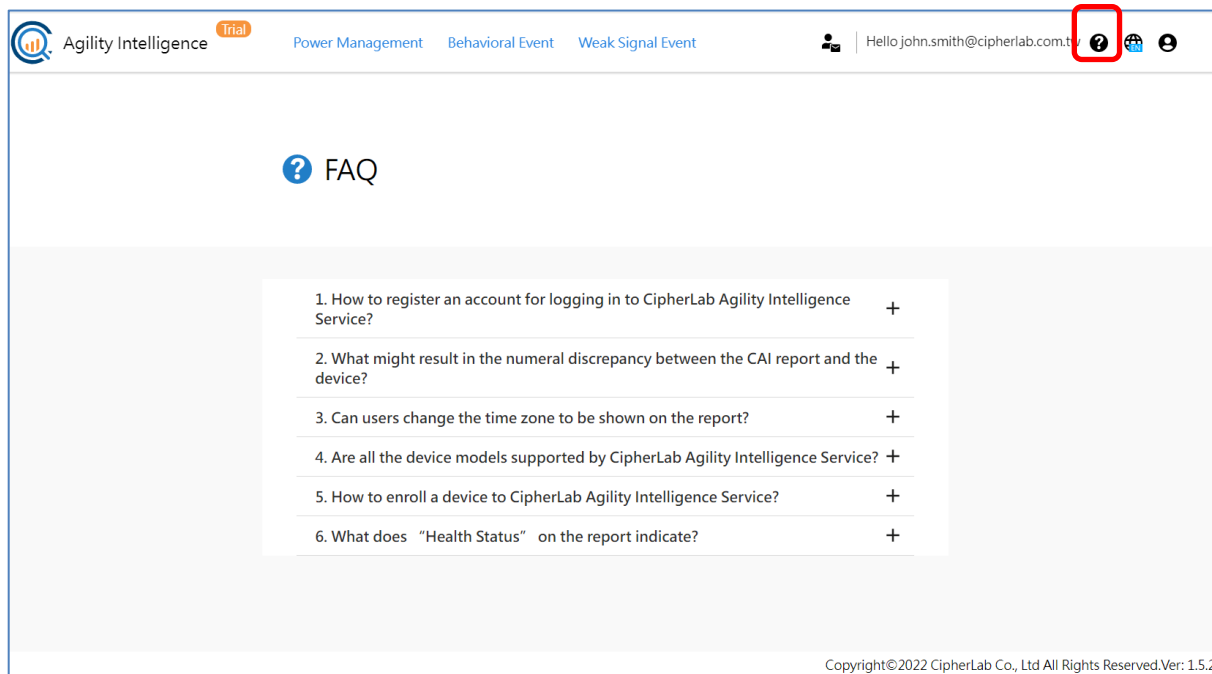 Agility Intelligence Trial Power Management Behavioral Event Weak Signal Event Hello john.smith@cipherlab.com.tw ? EN
? FAQ
1. How to register an account for logging in to CipherLab Agility Intelligence
Service?
2. What might result in the numeral discrepancy between the CAI report and the
device?
3. Can users change the time zone to be shown on the report?
4. Are all the device models supported by CipherLab Agility Intelligence Service?
5. How to enroll a device to CipherLab Agility Intelligence Service?
6. What does “Health Status” on the report indicate?
Copyright©2022 CipherLab Co., Ltd All Rights Reserved.Ver: 1.5.2